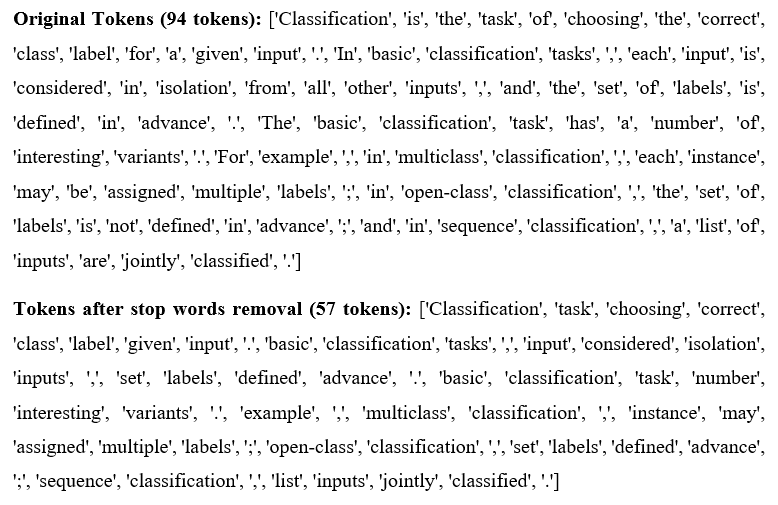 Original Tokens (94 tokens): ['Classification', 'is', 'the', 'task', 'of', 'choosing', 'the', 'correct',
'class', 'label', 'for', 'a', 'given', 'input', '.', 'In', 'basic', 'classification', 'tasks', ',', 'each', 'input', 'is',
'considered', 'in', 'isolation', 'from', 'all', 'other', 'inputs', ',', 'and', 'the', 'set', 'of', 'labels', 'is',
'defined', 'in', 'advance', '.', 'The', 'basic', 'classification', 'task', 'has', 'a', 'number', 'of',
'interesting', 'variants', '.', 'For', 'example', ',', 'in', 'multiclass', 'classification', ',', 'each', 'instance',
'may', 'be', 'assigned', 'multiple', 'labels', ';', 'in', 'open-class', 'classification', ',', 'the', 'set', 'of',
'labels', 'is', 'not', 'defined', 'in', 'advance', ';', 'and', 'in', 'sequence', 'classification', ',', 'a', 'list', 'of',
'inputs', 'are', 'jointly', 'classified', '.']
Tokens after stop words removal (57 tokens): ['Classification', 'task', 'choosing', 'correct',
'class', 'label', 'given', 'input', '.', 'basic', 'classification', 'tasks', ',', 'input', 'considered', 'isolation',
'inputs', ',', 'set', 'labels', 'defined', 'advance', '.', 'basic', 'classification', 'task', 'number',
'interesting', 'variants', '.', 'example', ',', 'multiclass', 'classification', ',', 'instance', 'may',
'assigned', 'multiple', 'labels', ';', 'open-class', 'classification', ',', 'set', 'labels', 'defined', 'advance',
';', 'sequence', 'classification', ',', 'list', 'inputs', 'jointly', 'classified', '.']